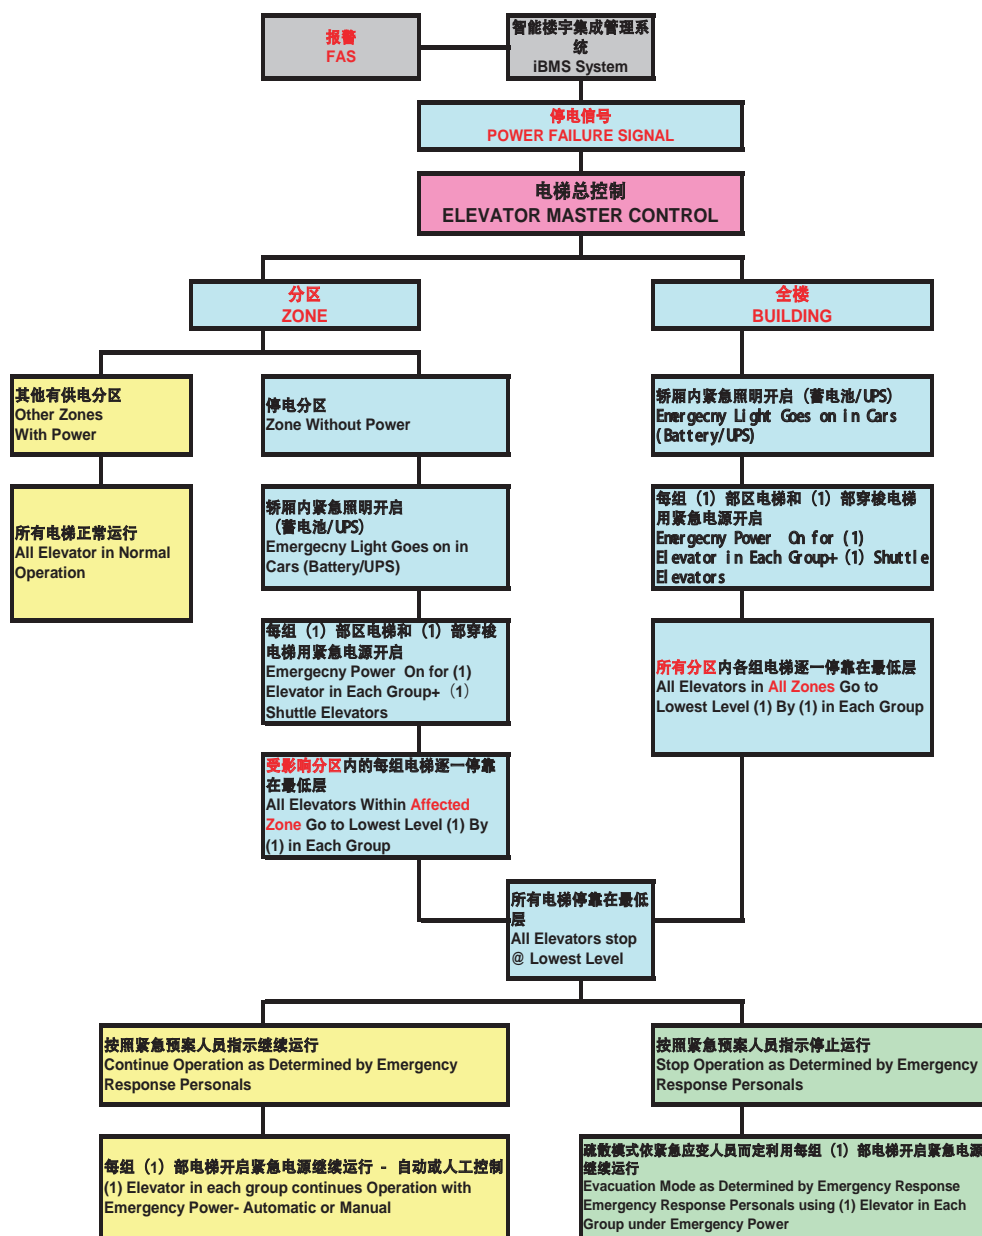 报警
FAS
智能楼宇集成管理系
统
iBMS System
停电信号
POWER FAILURE SIGNAL
电梯总控制
ELEVATOR MASTER CONTROL
分区
ZONE
全楼
BUILDING
其他有供电分区
Other Zones
With Power
停电分区
Zone Without Power
轿厢内紧急照明开启（蓄电池/UPS）
Emergecny Light Goes on in Cars
(Battery/UPS)
所有电梯正常运行
All Elevator in Normal
Operation
轿厢内紧急照明开启
（蓄电池/UPS）
Emergecny Light Goes on in
Cars (Battery/UPS)
每组（1）部区电梯和（1）部穿梭电梯
用紧急电源开启
Emergecny Power On for (1)
Elevator in Each Group+（1）Shuttle
Elevators
每组（1）部区电梯和（1）部穿梭
电梯用紧急电源开启
Emergecny Power On for (1)
Elevator in Each Group+（1）
Shuttle Elevators
所有分区内各组电梯逐一停靠在最低层
All Elevators in All Zones Go to
Lowest Level (1) By (1) in Each Group
受影响分区内的每组电梯逐一停靠
在最低层
All Elevators Within Affected
Zone Go to Lowest Level (1) By
(1) in Each Group
所有电梯停靠在最低
层
All Elevators stop
@ Lowest Level
按照紧急预案人员指示继续运行
Continue Operation as Determined by Emergency
Response Personals
按照紧急预案人员指示停止运行
Stop Operation as Determined by Emergency
Response Personals
每组（1）部电梯开启紧急电源继续运行 - 自动或人工控制
(1) Elevator in each group continues Operation with
Emergency Power- Automatic or Manual
疏散模式依紧急应变人员而定利用每组（1）部电梯开启紧急电源
继续运行
Evacuation Mode as Determined by Emergency Response
Emergency Response Personals using (1) Elevator in Each
Group under Emergency Power